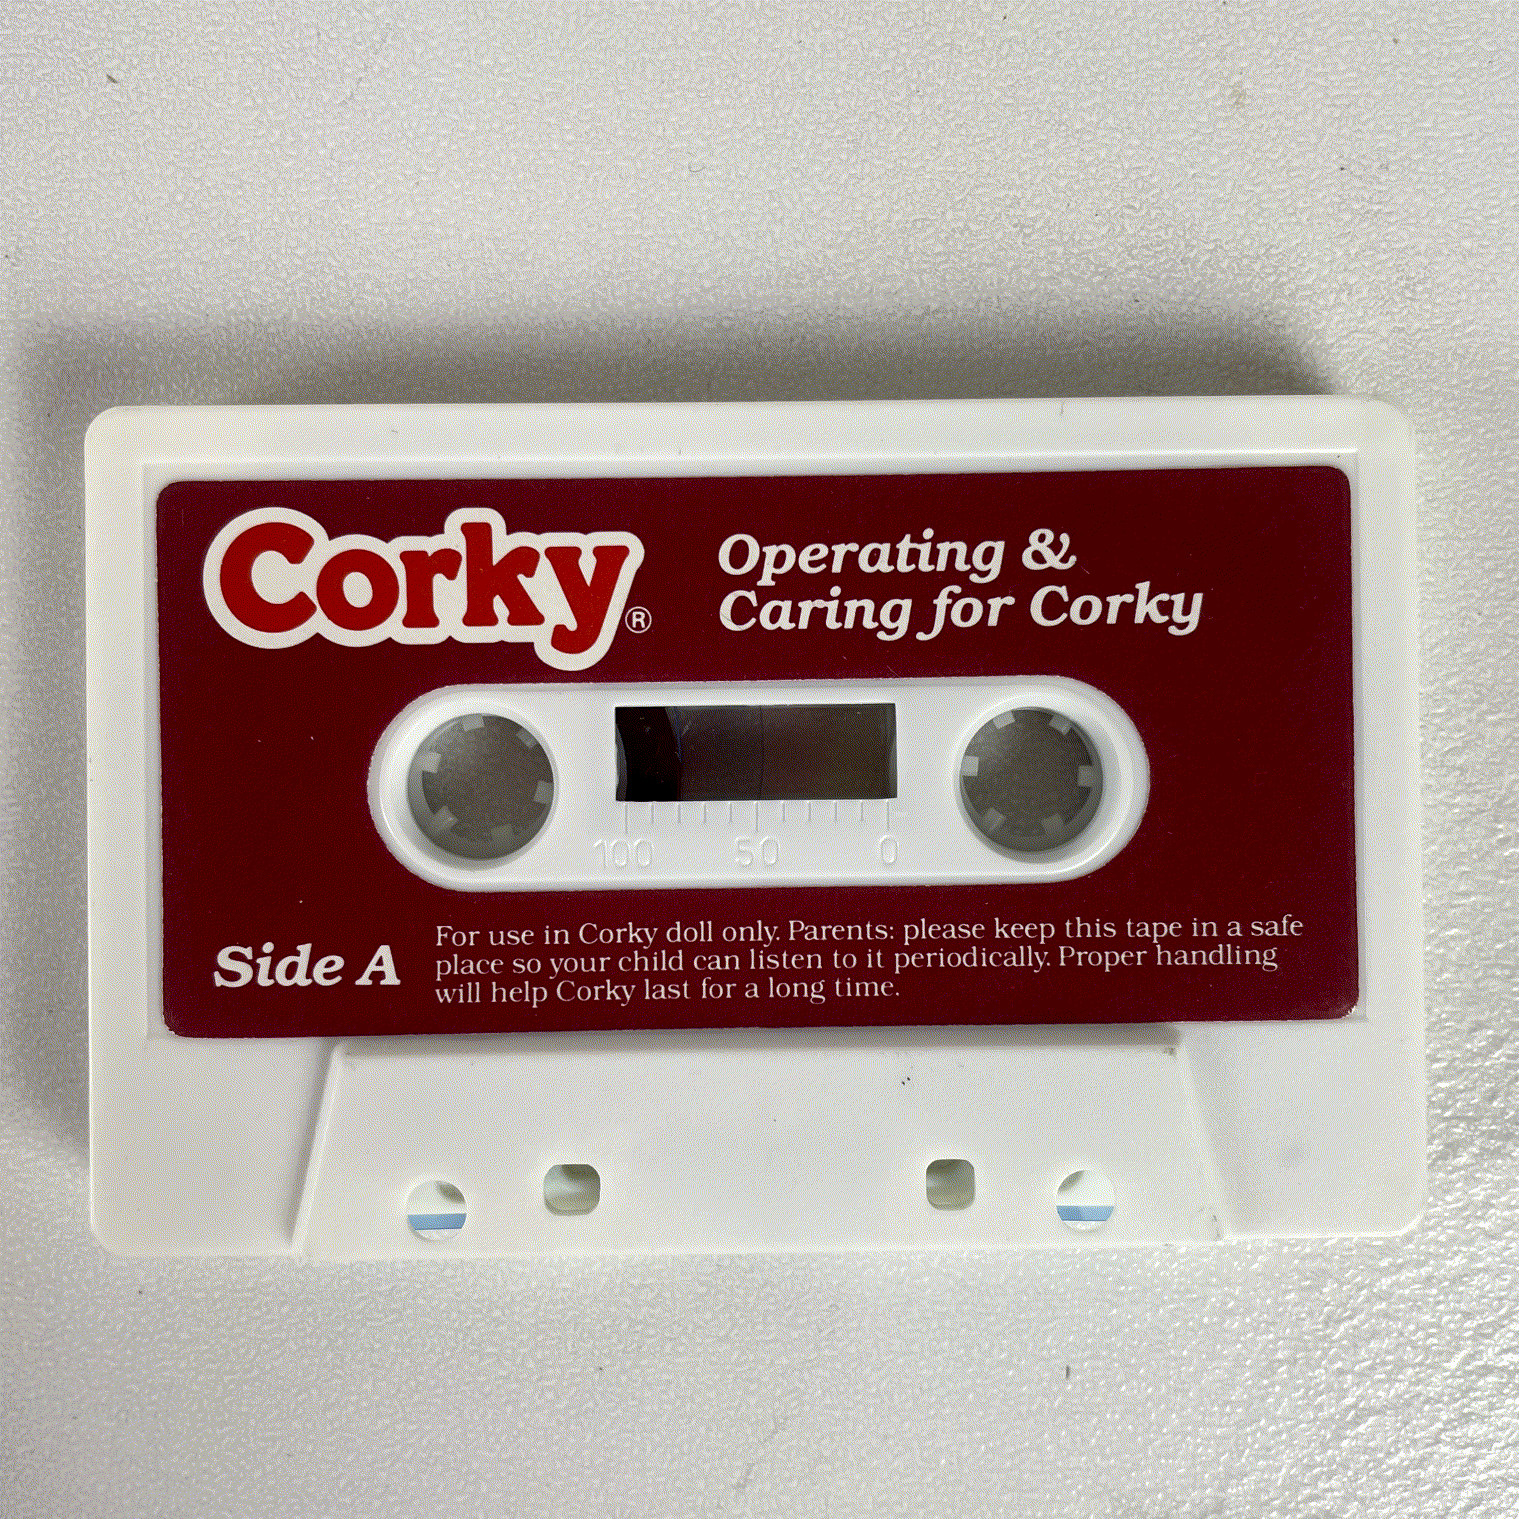 Corky®
Operating &
Caring for Corky
100 50 0
Side A
For use in Corky doll only. Parents: please keep this tape in a safe
place so your child can listen to it periodically. Proper handling
will help Corky last for a long time.